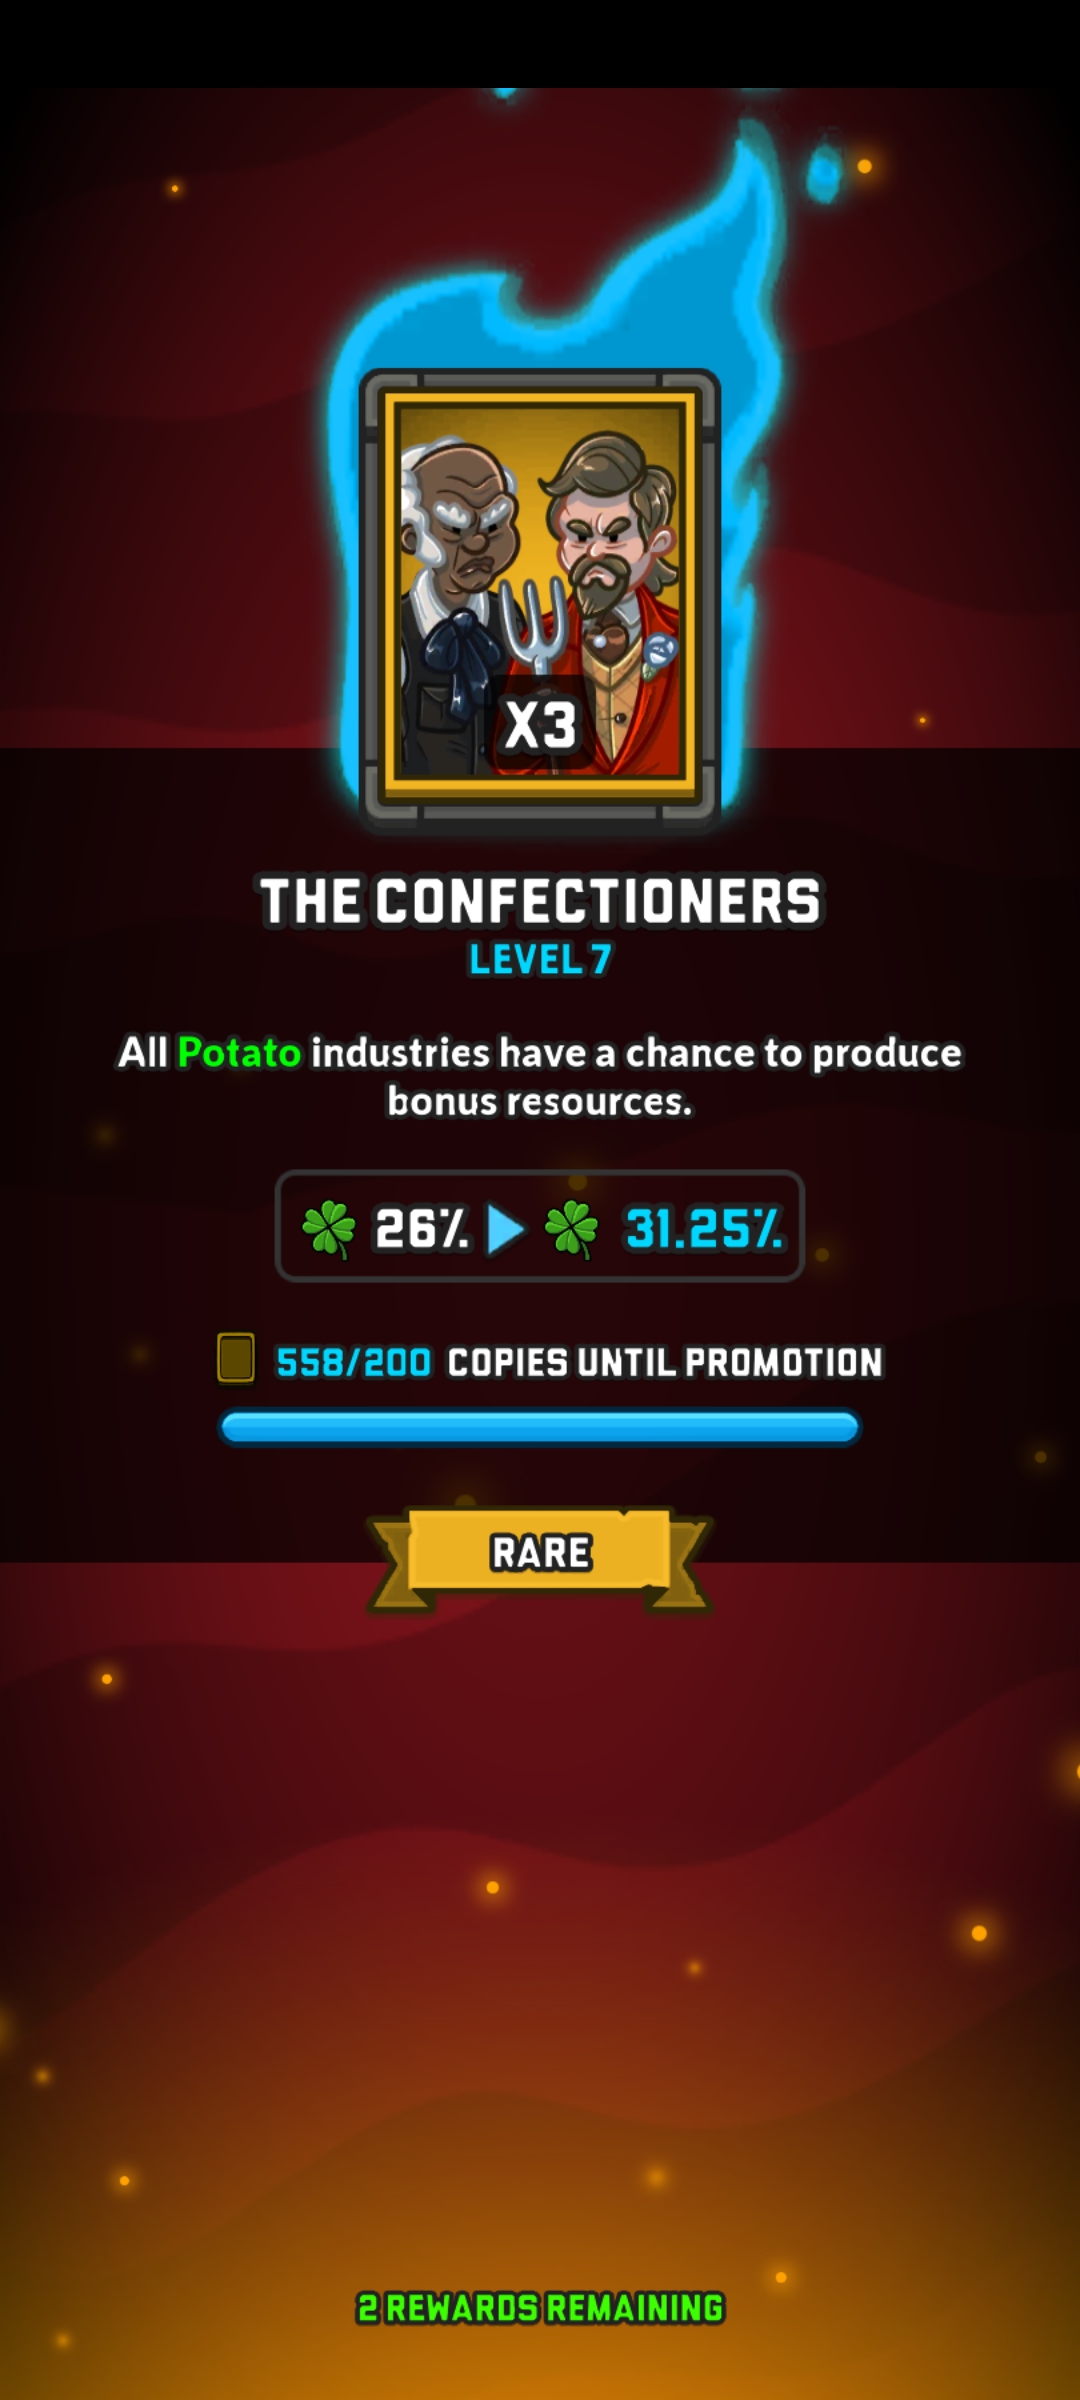 X3
THE CONFECTIONERS
LEVEL 7
All Potato industries have a chance to produce
bonus resources.
26% 31.25%
558/200 COPIES UNTIL PROMOTION
RARE
2 REWARDS REMAINING